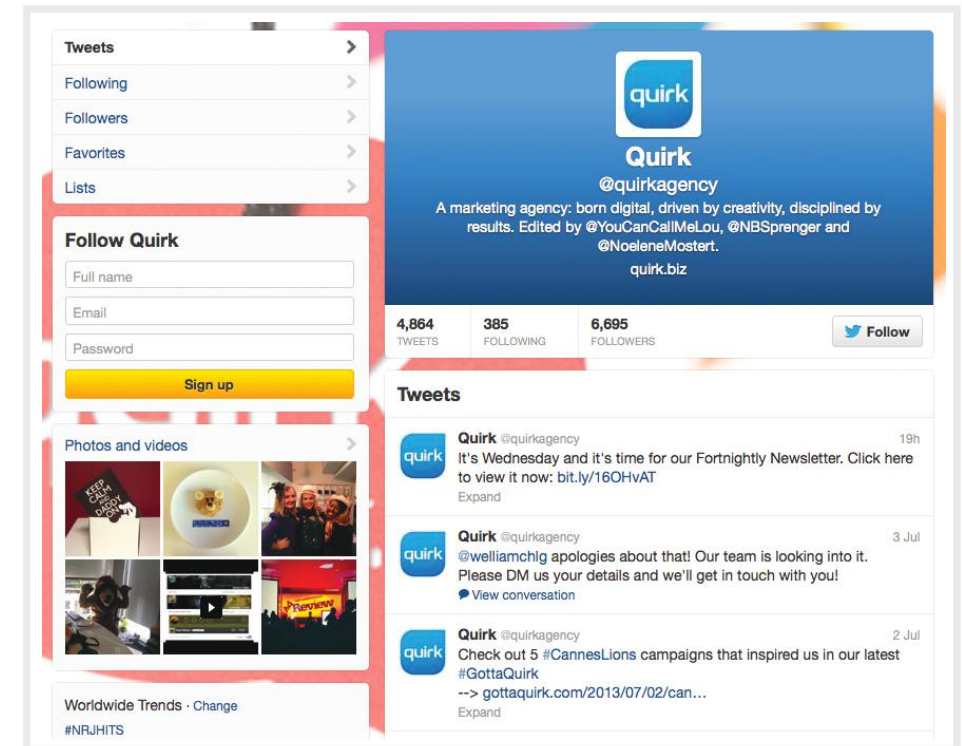 Tweets
Following
Followers
Favorites
Lists
Follow Quirk
Full name
Email
Password
Sign up
Photos and videos
KEEP
CALM
AND
DADDY
ON
Review
Worldwide Trends · Change
#NRJHITS
quirk
Quirk
@quirkagency
A marketing agency: born digital, driven by creativity, disciplined by
results. Edited by @YouCanCallMeLou, @NBSprenger and
@NoeleneMostert.
quirk.biz
4,864
TWEETS
385
FOLLOWING
6,695
FOLLOWERS
Follow
Tweets
quirk
Quirk @quirkagency 19h
It's Wednesday and it's time for our Fortnightly Newsletter. Click here
to view it now: bit.ly/16OHvAT
Expand
quirk
Quirk @quirkagency 3 Jul
@welliamchlg apologies about that! Our team is looking into it.
Please DM us your details and we'll get in touch with you!
View conversation
quirk
Quirk @quirkagency 2 Jul
Check out 5 #CannesLions campaigns that inspired us in our latest
#GottaQuirk
--> gottaquirk.com/2013/07/02/can…
Expand